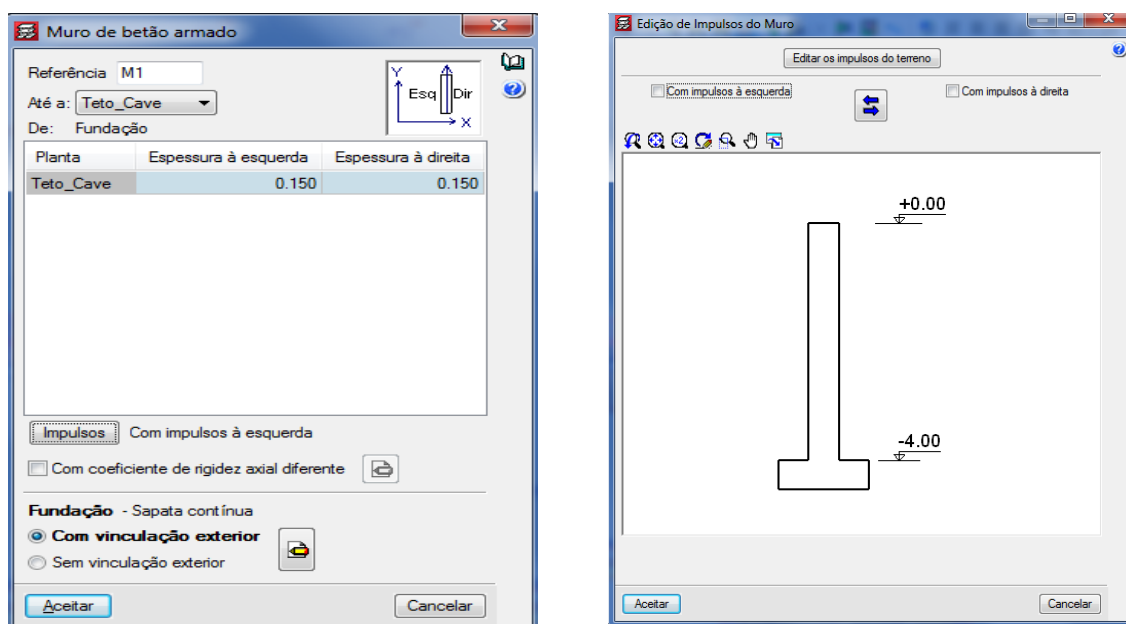 Muro de betão armado
Referência M1
Até a: Teto_Cave
De: Fundação
Y
Esq Dir
X
Planta Espessura à esquerda Espessura à direita
Teto_Cave 0.150 0.150
Impulsos Com impulsos à esquerda
Com coeficiente de rigidez axial diferente
Fundação - Sapata contínua
Com vinculação exterior
Sem vinculação exterior
Aceitar Cancelar
Edição de Impulsos do Muro
Editar os impulsos do terreno
Com impulsos à esquerda Com impulsos à direita
+0.00
-4.00
Aceitar Cancelar